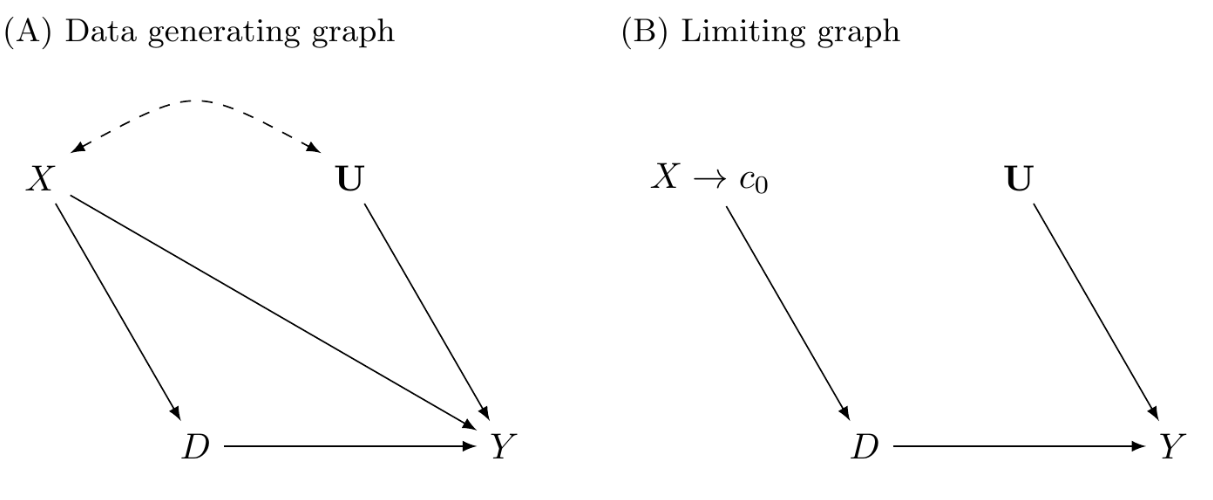 (A) Data generating graph
(B) Limiting graph
X
U
X → c₀
U
D
Y
D
Y